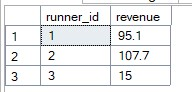 runner_id revenue
1 1 95.1
2 2 107.7
3 3 15